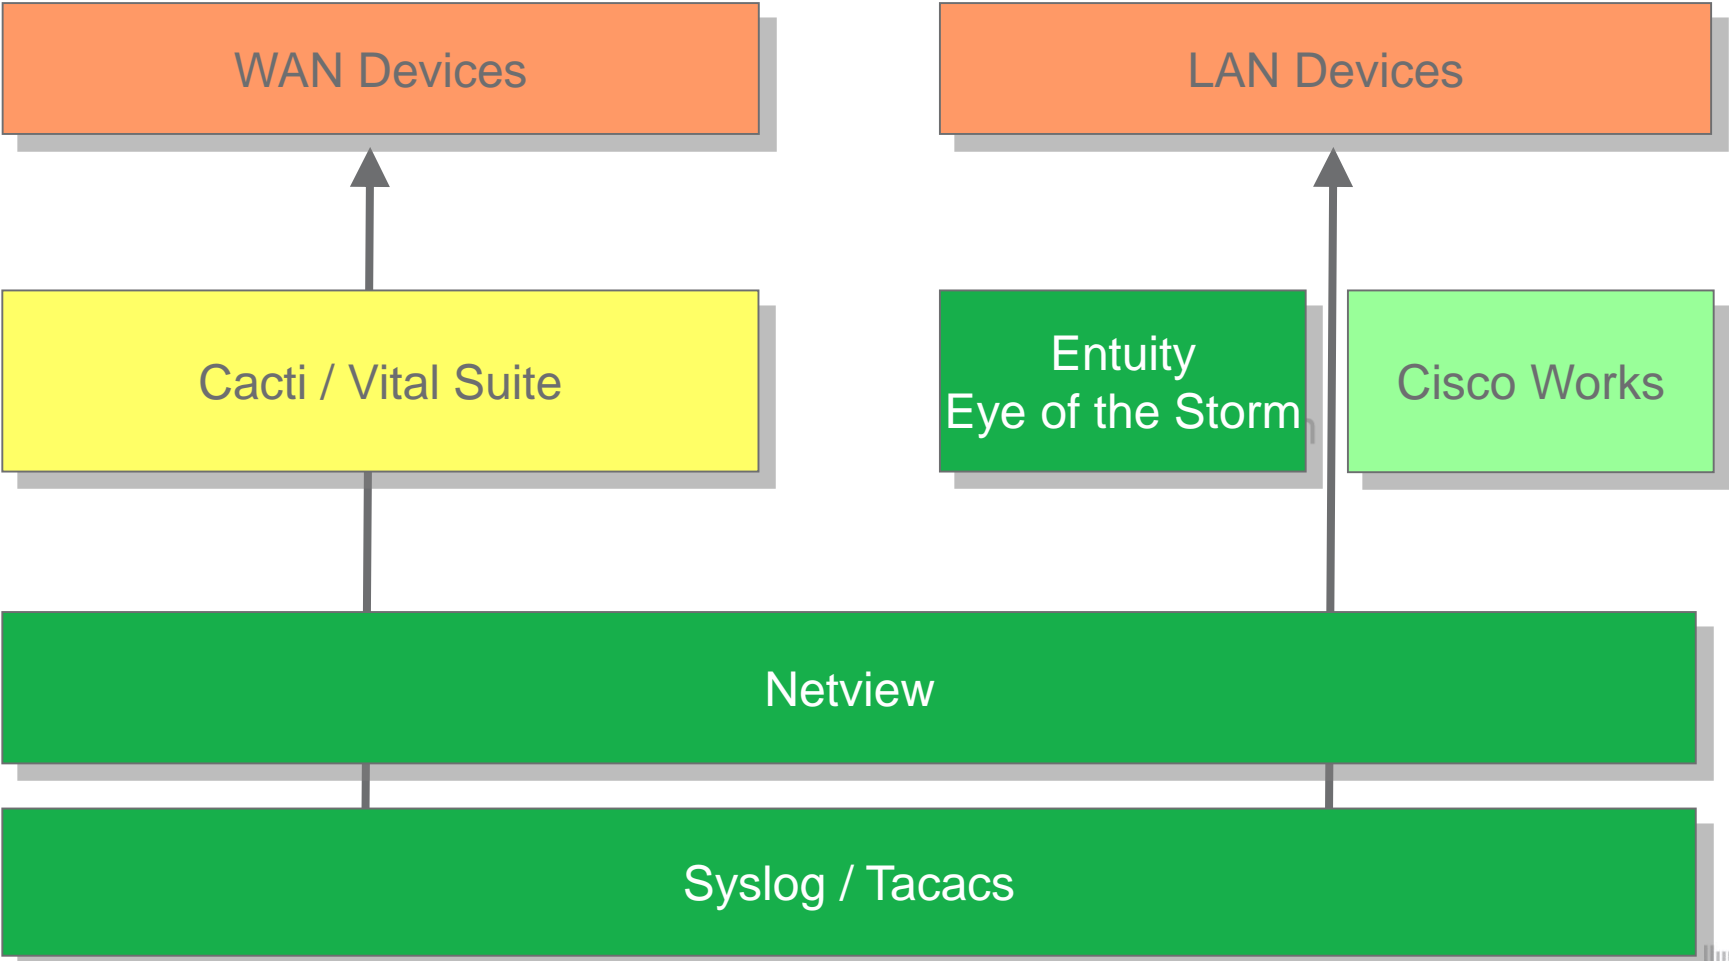 WAN Devices
LAN Devices
Cacti / Vital Suite
Entuity
Eye of the Storm
Cisco Works
Netview
Syslog / Tacacs